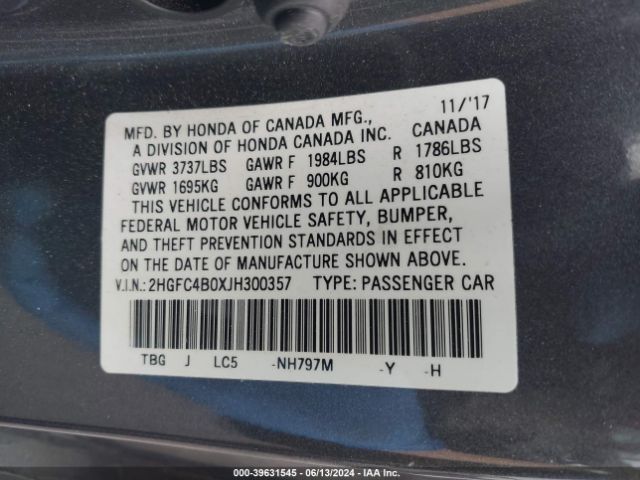 11/'17
MFD. BY HONDA OF CANADA MFG., CANADA
A DIVISION OF HONDA CANADA INC.
GVWR 3737LBS GAWR F 1984LBS R 1786LBS
GVWR 1695KG GAWR F 900KG R 810KG
THIS VEHICLE CONFORMS TO ALL APPLICABLE
FEDERAL MOTOR VEHICLE SAFETY, BUMPER,
AND THEFT PREVENTION STANDARDS IN EFFECT
ON THE DATE OF MANUFACTURE SHOWN ABOVE.
V.I.N.: 2HGFC4B0XJH300357 TYPE: PASSENGER CAR
TBG J LC5 -NH797M -Y -H
000-39631545 - 06/13/2024 - IAA Inc.